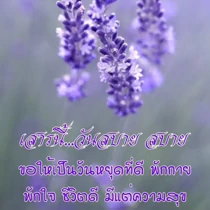 เสาร์นี้...วันสบาย สบาย
ขอให้เป็นวันหยุดที่ดี พักกาย
พักใจ ชีวิตดี มีแต่ความสุข